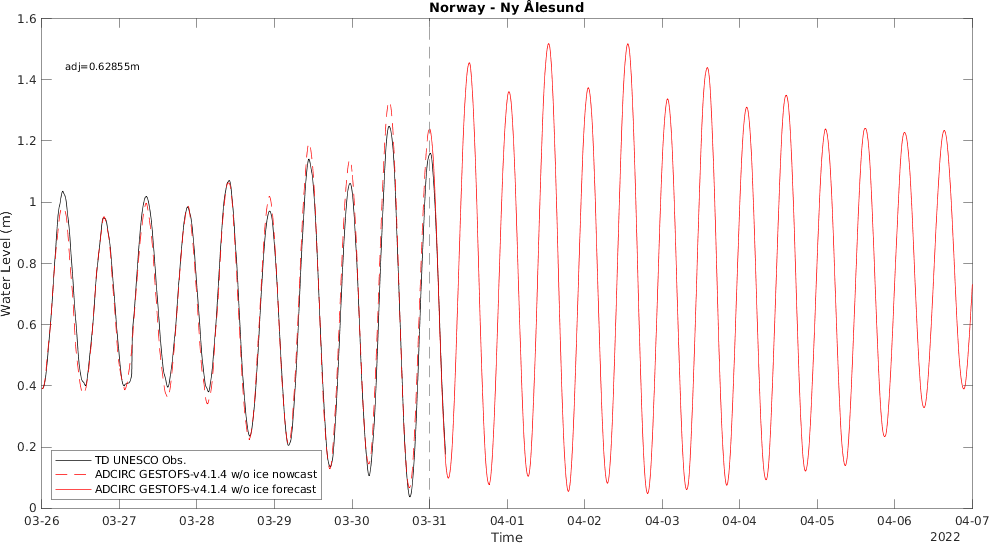 Norway - Ny Ålesund
1.6
1.4
1.2
1
0.8
0.6
0.4
0.2
0
Water Level (m)
adj=0.62855m
TD UNESCO Obs.
ADCIRC GESTOFS-v4.1.4 w/o ice nowcast
ADCIRC GESTOFS-v4.1.4 w/o ice forecast
03-26 03-27 03-28 03-29 03-30 03-31 04-01 04-02 04-03 04-04 04-05 04-06 04-07
Time
2022